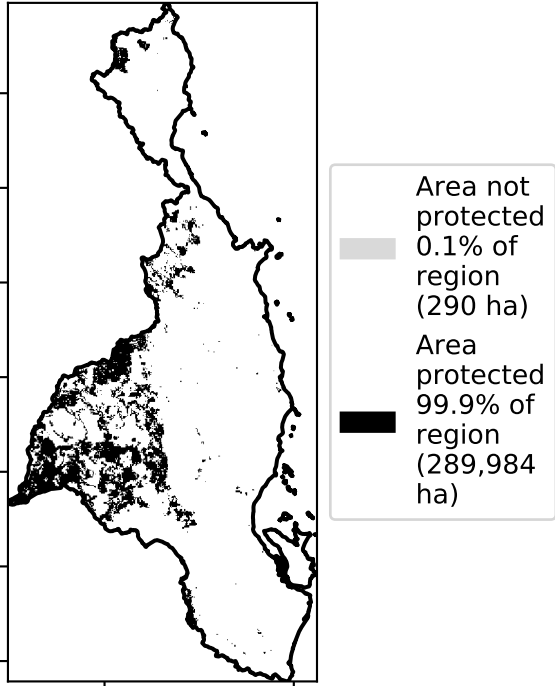 Area not
protected
0.1% of
region
(290 ha)
Area
protected
99.9% of
region
(289,984
ha)